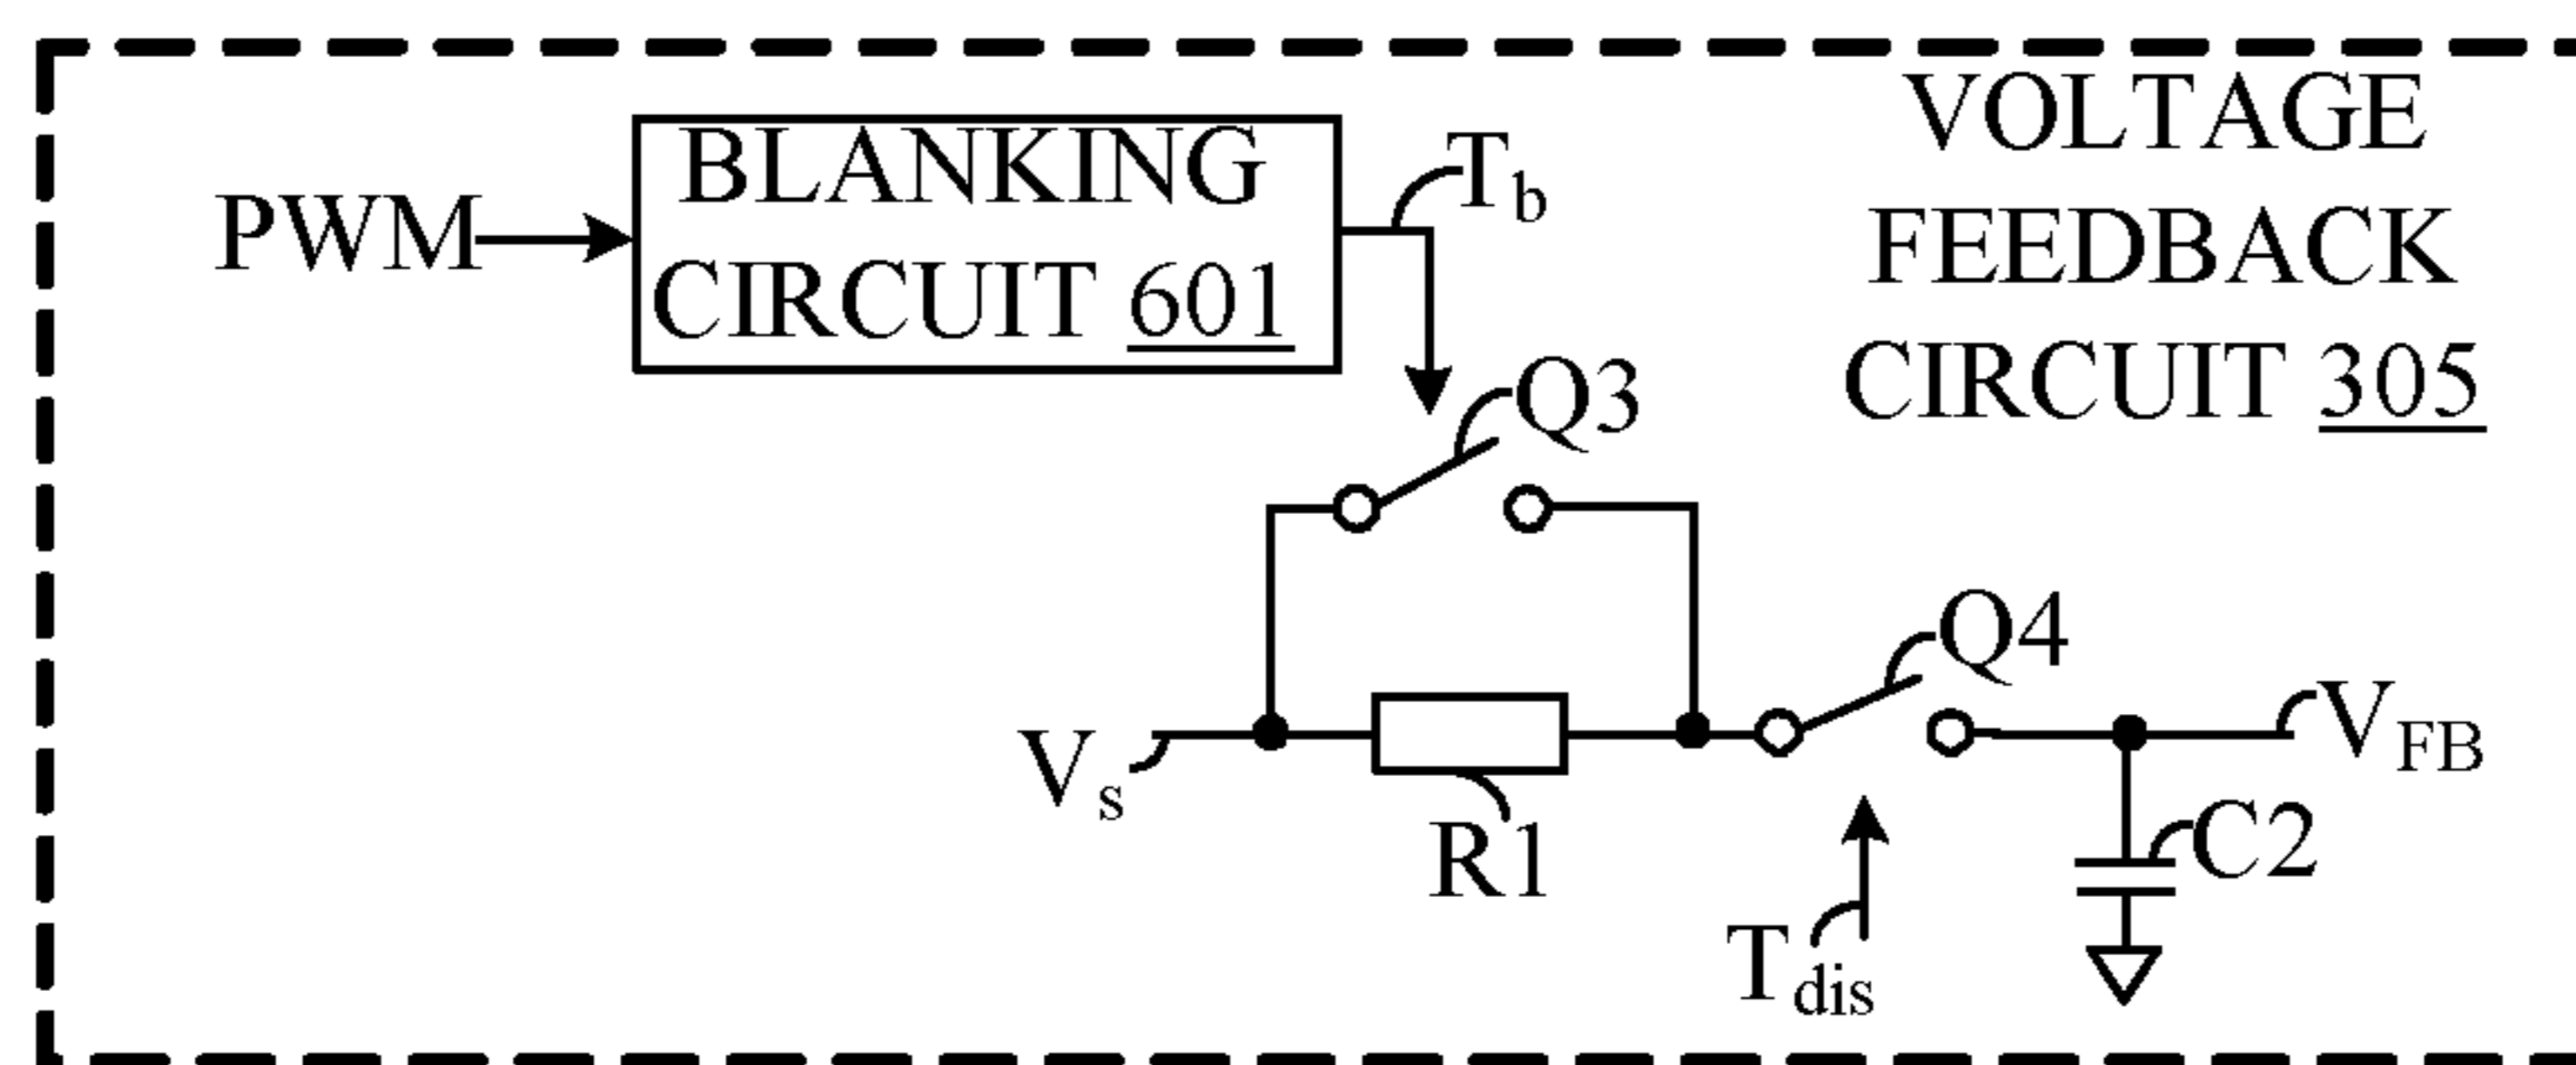 PWM
BLANKING
CIRCUIT 601
Tb
VOLTAGE
FEEDBACK
CIRCUIT 305
Q3
Q4
Vs
R1
VFB
C2
Tdis